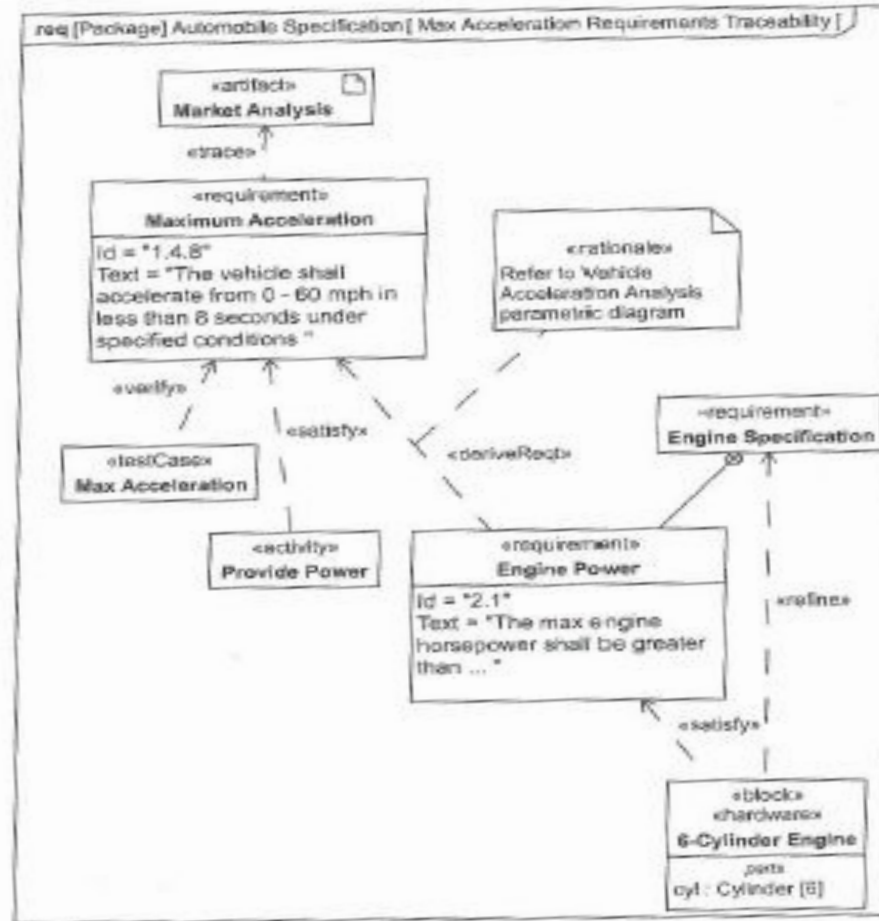 req [Package] Automobile Specification [ Max Acceleration Requirements Traceability [
«artifact»
Market Analysis
«trace»
«requirement»
Maximum Acceleration
Id = "1.4.8"
Text = "The vehicle shall
accelerate from 0 - 60 mph in
less than 8 seconds under
specified conditions "
«rationale»
Refer to Vehicle
Acceleration Analysis
parametric diagram
«verify»
«satisfy»
«deriveReqt»
«requirement»
Engine Specification
«testCase»
Max Acceleration
«activity»
Provide Power
«requirement»
Engine Power
Id = "2.1"
Text = "The max engine
horsepower shall be greater
than ... "
«refine»
«satisfy»
«block»
«hardware»
6-Cylinder Engine
parts
cyl : Cylinder [6]